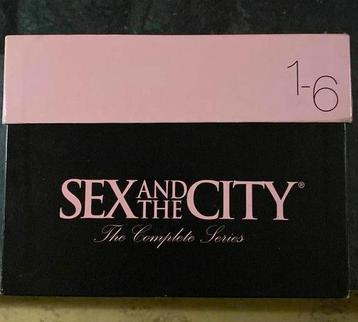 1-6
SEX AND THE CITY®
The Complete Series